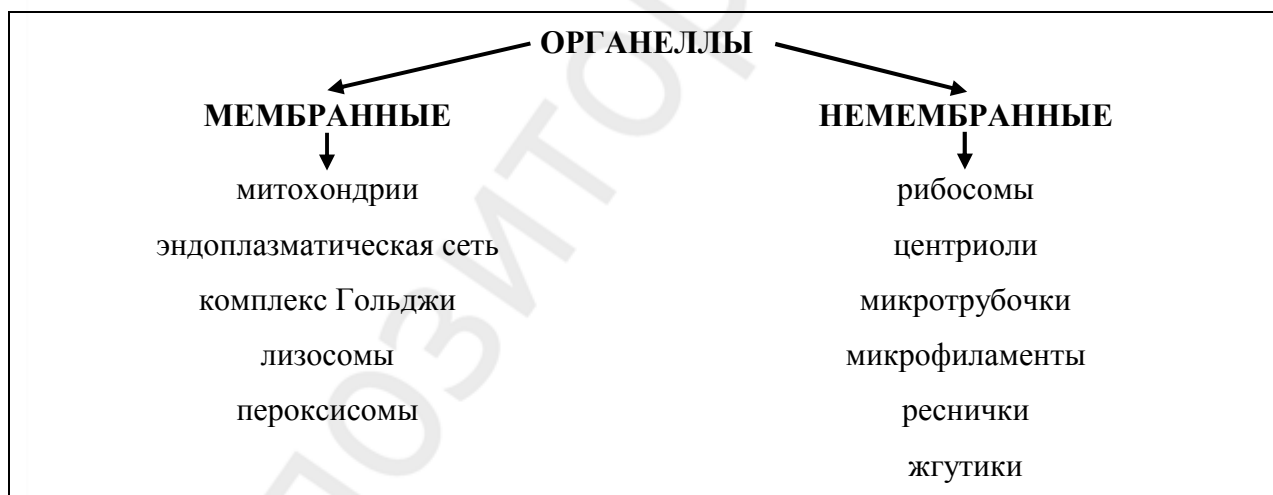 ОРГАНЕЛЛЫ
МЕМБРАННЫЕ
митохондрии
эндоплазматическая сеть
комплекс Гольджи
лизосомы
пероксисомы
НЕМЕМБРАННЫЕ
рибосомы
центриоли
микротрубочки
микрофиламенты
реснички
жгутики